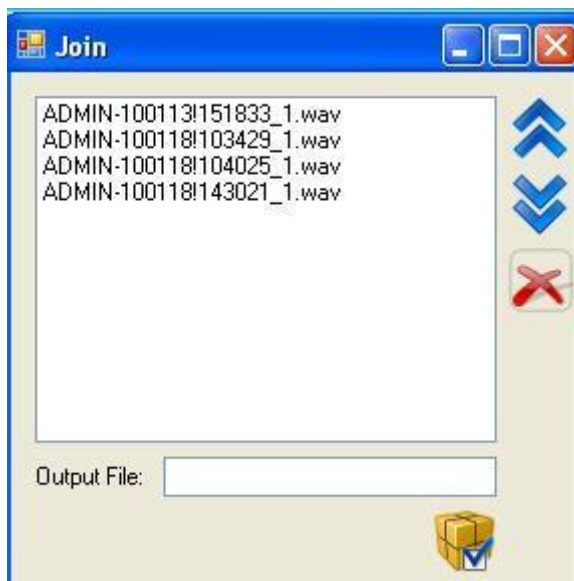 Join
ADMIN-100113!151833_1.wav
ADMIN-100118!103429_1.wav
ADMIN-100118!104025_1.wav
ADMIN-100118!143021_1.wav
Output File: